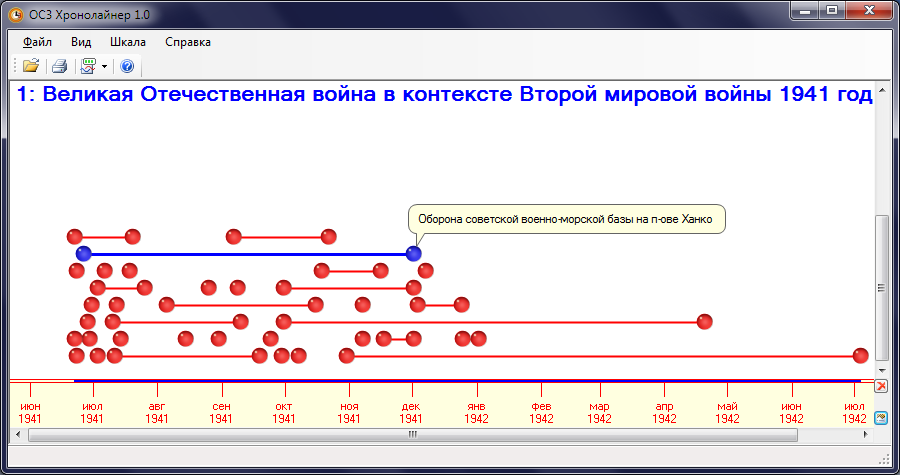 ОСЗ Хронолайнер 1.0
Файл Вид Шкала Справка
1: Великая Отечественная война в контексте Второй мировой войны 1941 год
Оборона советской военно-морской базы на п-ове Ханко
июн июл авг сен окт ноя дек янв фев мар апр май июн июл
1941 1941 1941 1941 1941 1941 1941 1942 1942 1942 1942 1942 1942 1942